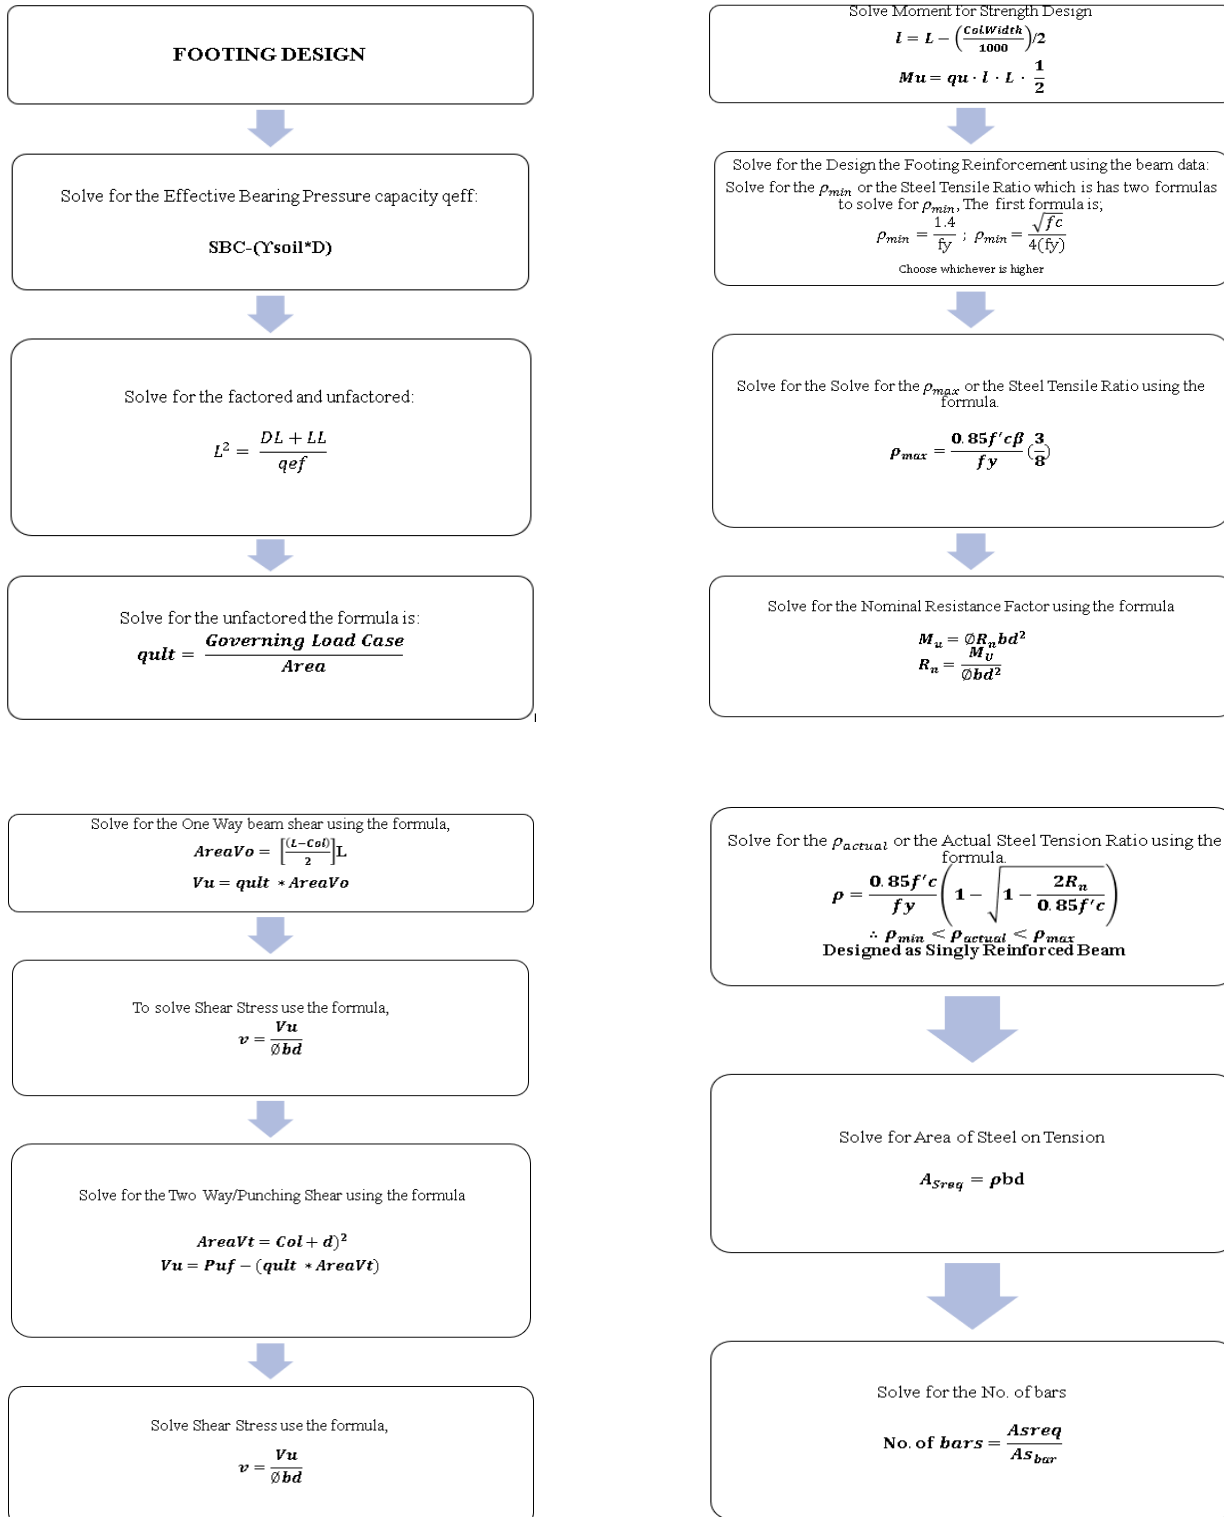 FOOTING DESIGN
Solve for the Effective Bearing Pressure capacity qeff:
SBC-(ϒsoil*D)
Solve for the factored and unfactored:
L² = (DL + LL)/qef
Solve for the unfactored the formula is:
qult = Governing Load Case/Area
Solve for the One Way beam shear using the formula,
AreaVo = [(L−Col)/2]L
Vu = qult * AreaVo
To solve Shear Stress use the formula,
v = Vu/∅bd
Solve for the Two Way/Punching Shear using the formula
AreaVt = Col + d)²
Vu = Puf − (qult * AreaVt)
Solve Shear Stress use the formula,
v = Vu/∅bd
Solve Moment for Strength Design
l = L − (ColWidth/1000)/2
Mu = qu · l · L · 1/2
Solve for the Design the Footing Reinforcement using the beam data:
Solve for the ρmin or the Steel Tensile Ratio which is has two formulas
to solve for ρmin, The first formula is;
ρmin = 1.4/fy ; ρmin = √fc/4(fy)
Choose whichever is higher
Solve for the Solve for the ρmax or the Steel Tensile Ratio using the
formula.
ρmax = 0.85f′cβ/fy (3/8)
Solve for the Nominal Resistance Factor using the formula
Mu = ∅Rnbd²
Rn = MU/∅bd²
Solve for the ρactual or the Actual Steel Tension Ratio using the
formula.
ρ = 0.85f′c/fy (1 − √(1 − 2Rn/0.85f′c))
∴ ρmin < ρactual < ρmax
Designed as Singly Reinforced Beam
Solve for Area of Steel on Tension
ASreq = ρbd
Solve for the No. of bars
No. of bars = Asreq/Asbar